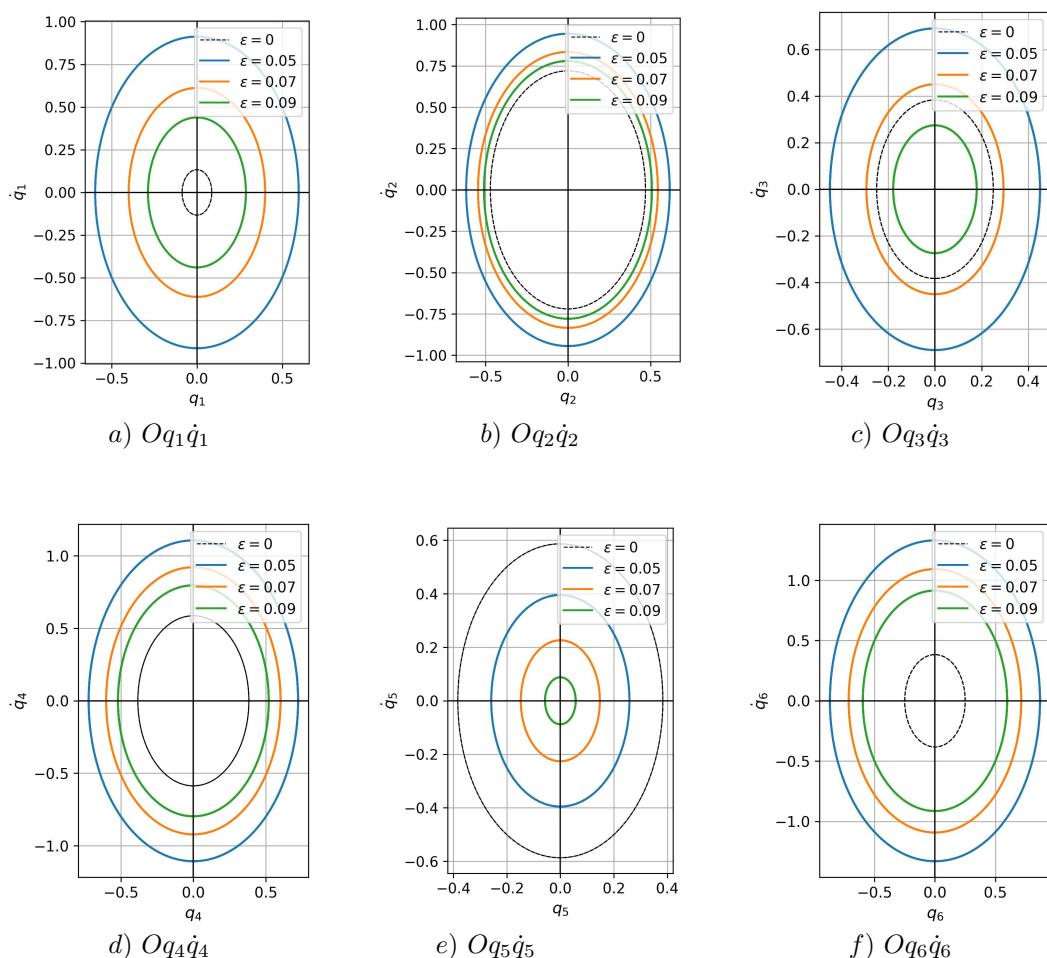 1.00
0.75
0.50
0.25
0.00
−0.25
−0.50
−0.75
−1.00
q̇1
ε = 0
ε = 0.05
ε = 0.07
ε = 0.09
−0.5 0.0 0.5
q1
a) Oq1q̇1
1.00
0.75
0.50
0.25
0.00
−0.25
−0.50
−0.75
−1.00
q̇2
ε = 0
ε = 0.05
ε = 0.07
ε = 0.09
−0.5 0.0 0.5
q2
b) Oq2q̇2
0.6
0.4
0.2
0.0
−0.2
−0.4
−0.6
q̇3
ε = 0
ε = 0.05
ε = 0.07
ε = 0.09
−0.4 −0.2 0.0 0.2 0.4
q3
c) Oq3q̇3
1.0
0.5
0.0
−0.5
−1.0
q̇4
ε = 0
ε = 0.05
ε = 0.07
ε = 0.09
−0.5 0.0 0.5
q4
d) Oq4q̇4
0.6
0.4
0.2
0.0
−0.2
−0.4
−0.6
q̇5
ε = 0
ε = 0.05
ε = 0.07
ε = 0.09
−0.4 −0.2 0.0 0.2 0.4
q5
e) Oq5q̇5
1.0
0.5
0.0
−0.5
−1.0
q̇6
ε = 0
ε = 0.05
ε = 0.07
ε = 0.09
−0.5 0.0 0.5
q6
f) Oq6q̇6